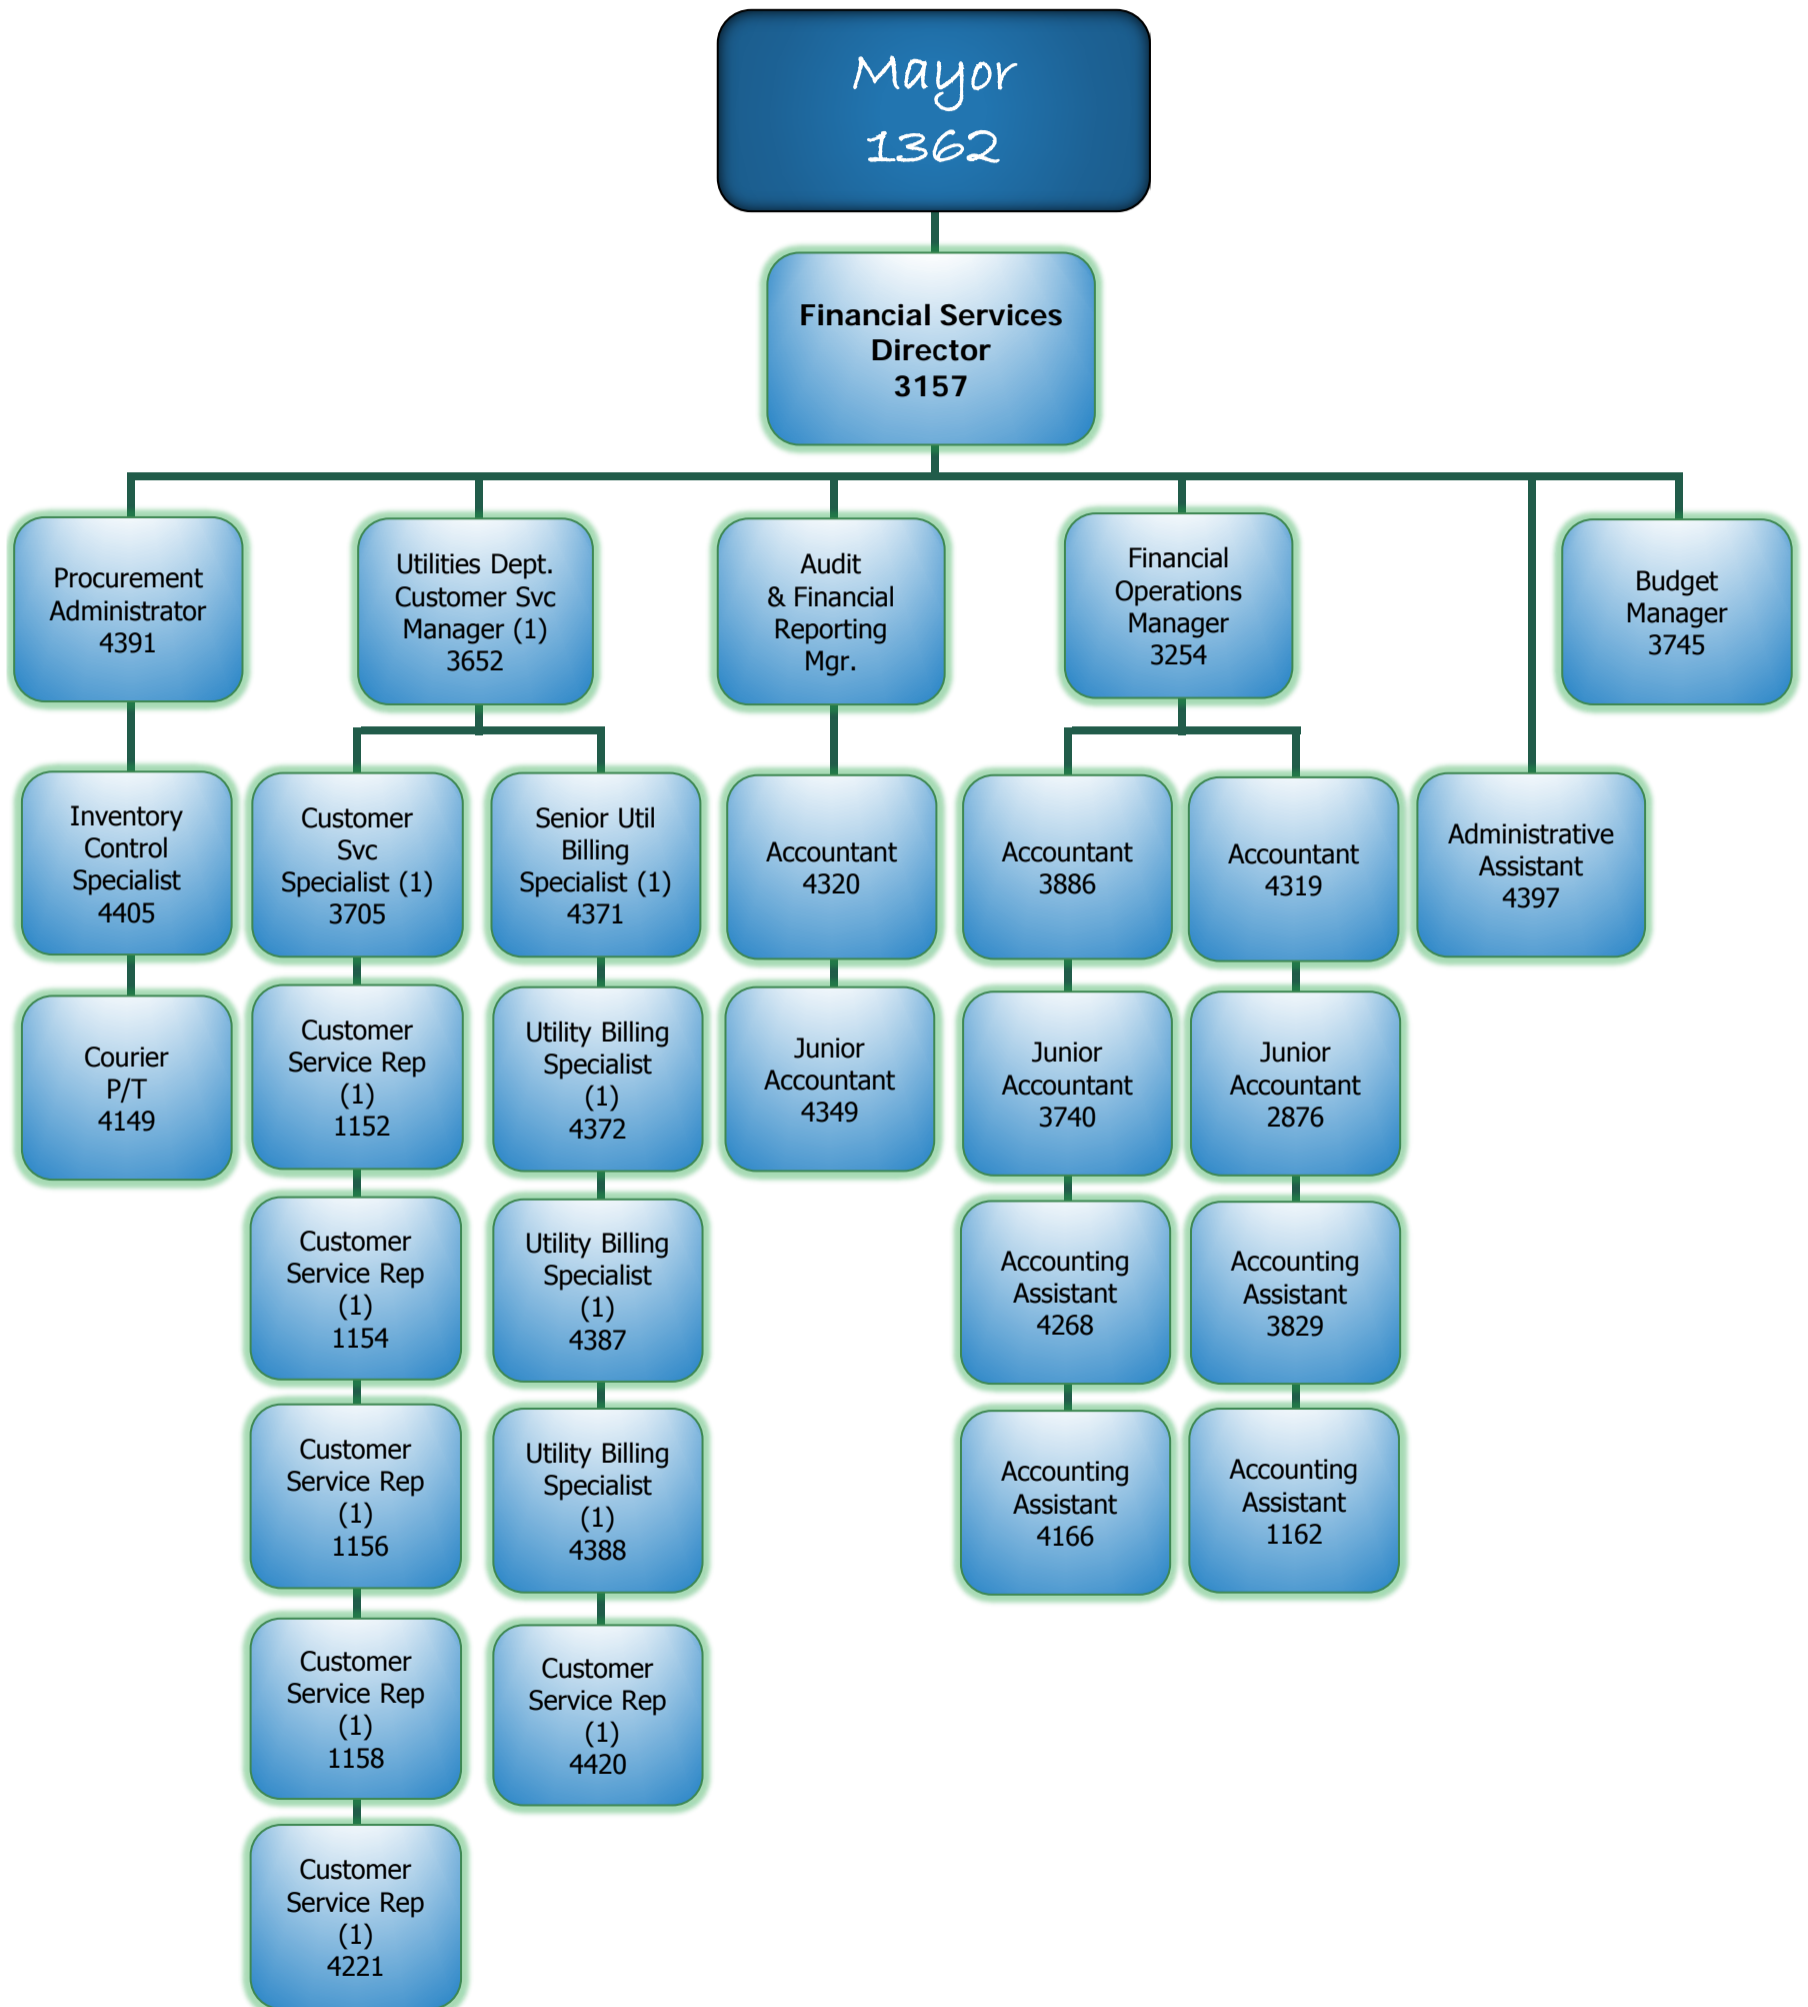 Mayor
1362
Financial Services
Director
3157
Procurement
Administrator
4391
Utilities Dept.
Customer Svc
Manager (1)
3652
Audit
& Financial
Reporting
Mgr.
Financial
Operations
Manager
3254
Budget
Manager
3745
Inventory
Control
Specialist
4405
Customer
Svc
Specialist (1)
3705
Senior Util
Billing
Specialist (1)
4371
Accountant
4320
Accountant
3886
Accountant
4319
Administrative
Assistant
4397
Courier
P/T
4149
Customer
Service Rep
(1)
1152
Utility Billing
Specialist
(1)
4372
Junior
Accountant
4349
Junior
Accountant
3740
Junior
Accountant
2876
Customer
Service Rep
(1)
1154
Utility Billing
Specialist
(1)
4387
Accounting
Assistant
4268
Accounting
Assistant
3829
Customer
Service Rep
(1)
1156
Utility Billing
Specialist
(1)
4388
Accounting
Assistant
4166
Accounting
Assistant
1162
Customer
Service Rep
(1)
1158
Customer
Service Rep
(1)
4420
Customer
Service Rep
(1)
4221